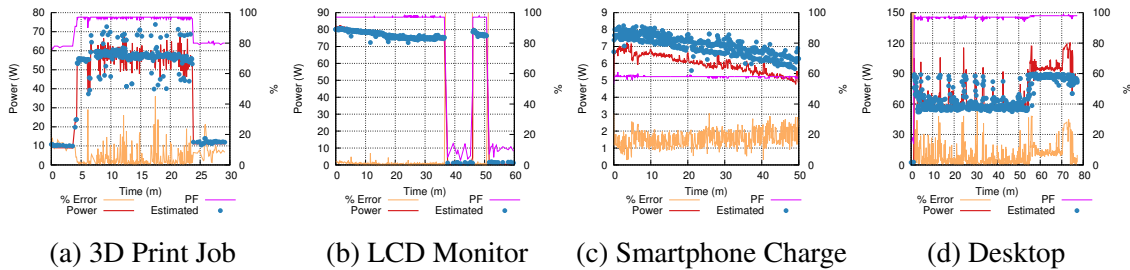 80
70
60
50
40
30
20
10
0
Power (W)
100
80
60
40
20
0
%
0 5 10 15 20 25 30
Time (m)
% Error
Power
PF
Estimated
(a) 3D Print Job
90
80
70
60
50
40
30
20
10
0
Power (W)
100
80
60
40
20
0
%
0 10 20 30 40 50 60
Time (m)
% Error
Power
PF
Estimated
(b) LCD Monitor
9
8
7
6
5
4
3
2
1
0
Power (W)
100
80
60
40
20
0
%
0 10 20 30 40 50
Time (m)
% Error
Power
PF
Estimated
(c) Smartphone Charge
150
120
90
60
30
0
Power (W)
100
80
60
40
20
0
%
0 10 20 30 40 50 60 70 80
Time (m)
% Error
Power
PF
Estimated
(d) Desktop